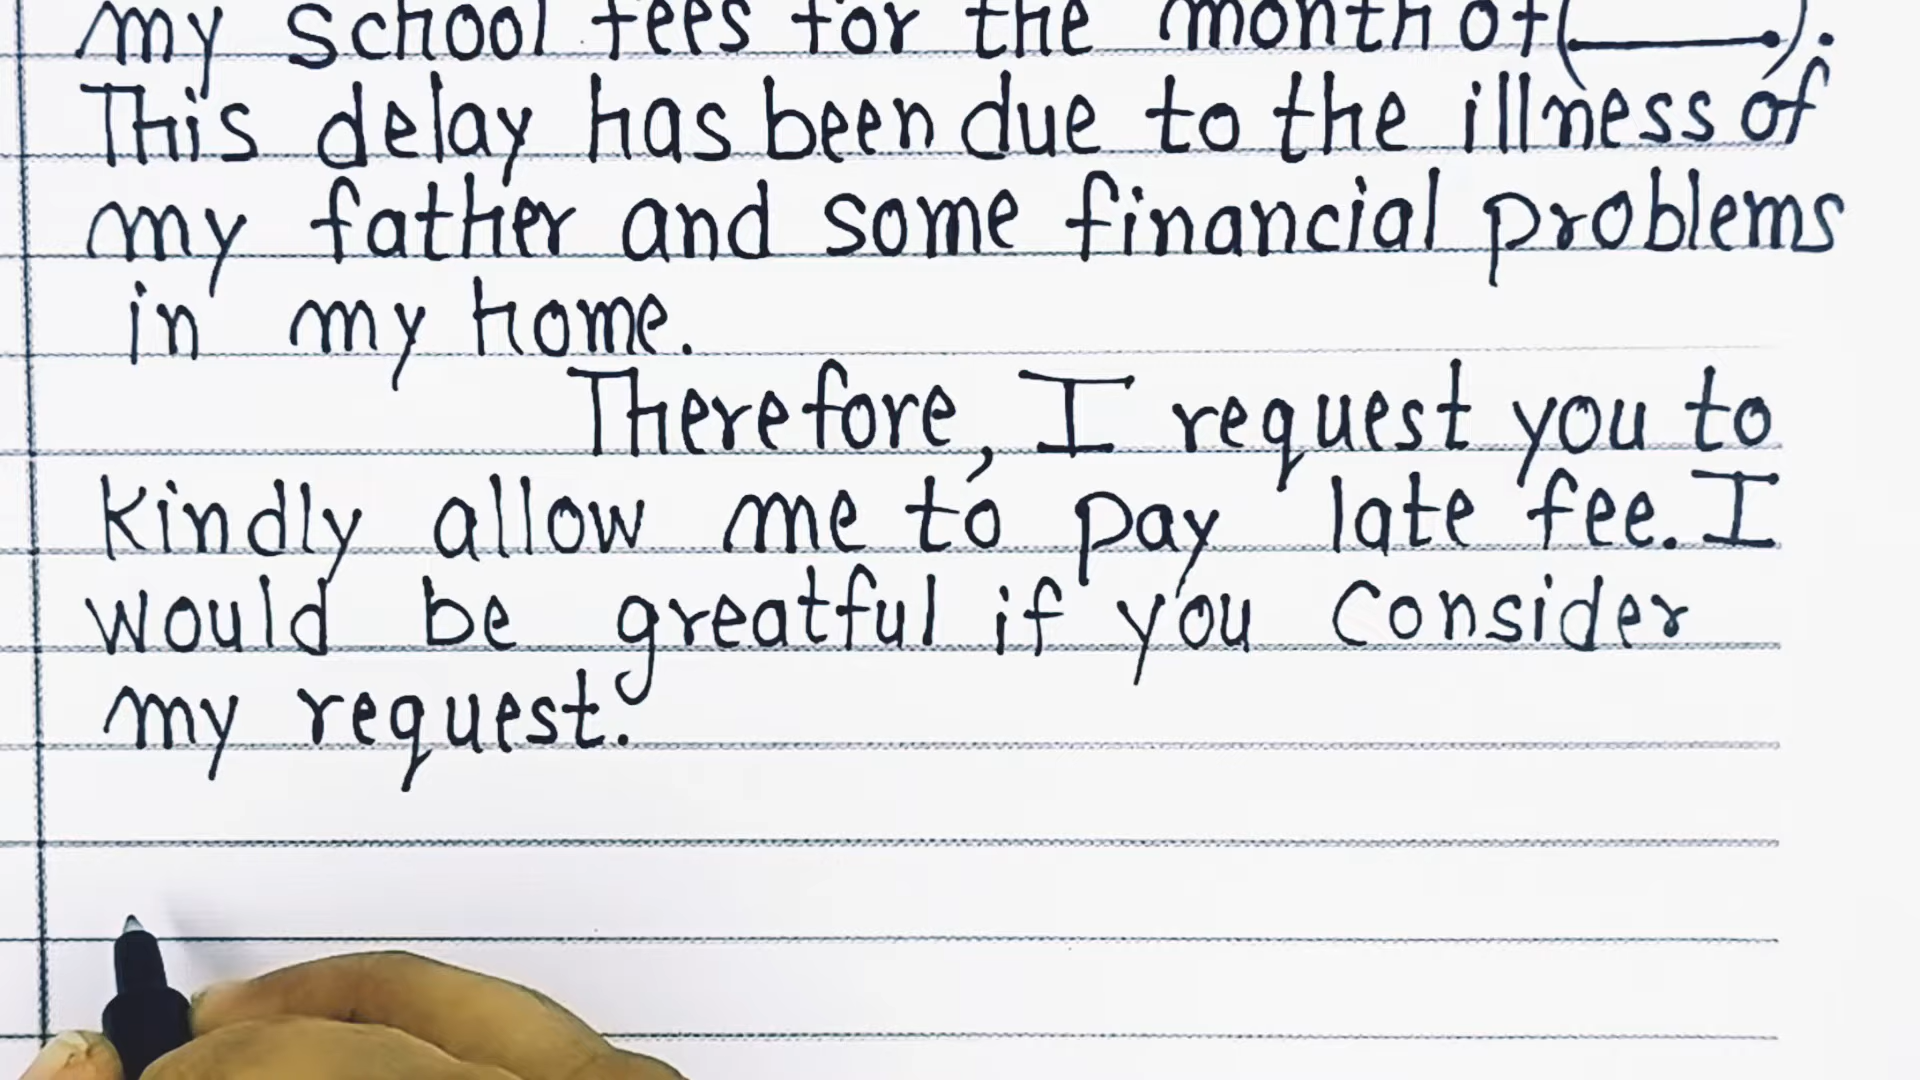 my school fees for the month of(______).
This delay has been due to the illness of
my father and some financial problems
in my home.
Therefore, I request you to
kindly allow me to pay late fee. I
would be greatful if you consider
my request.